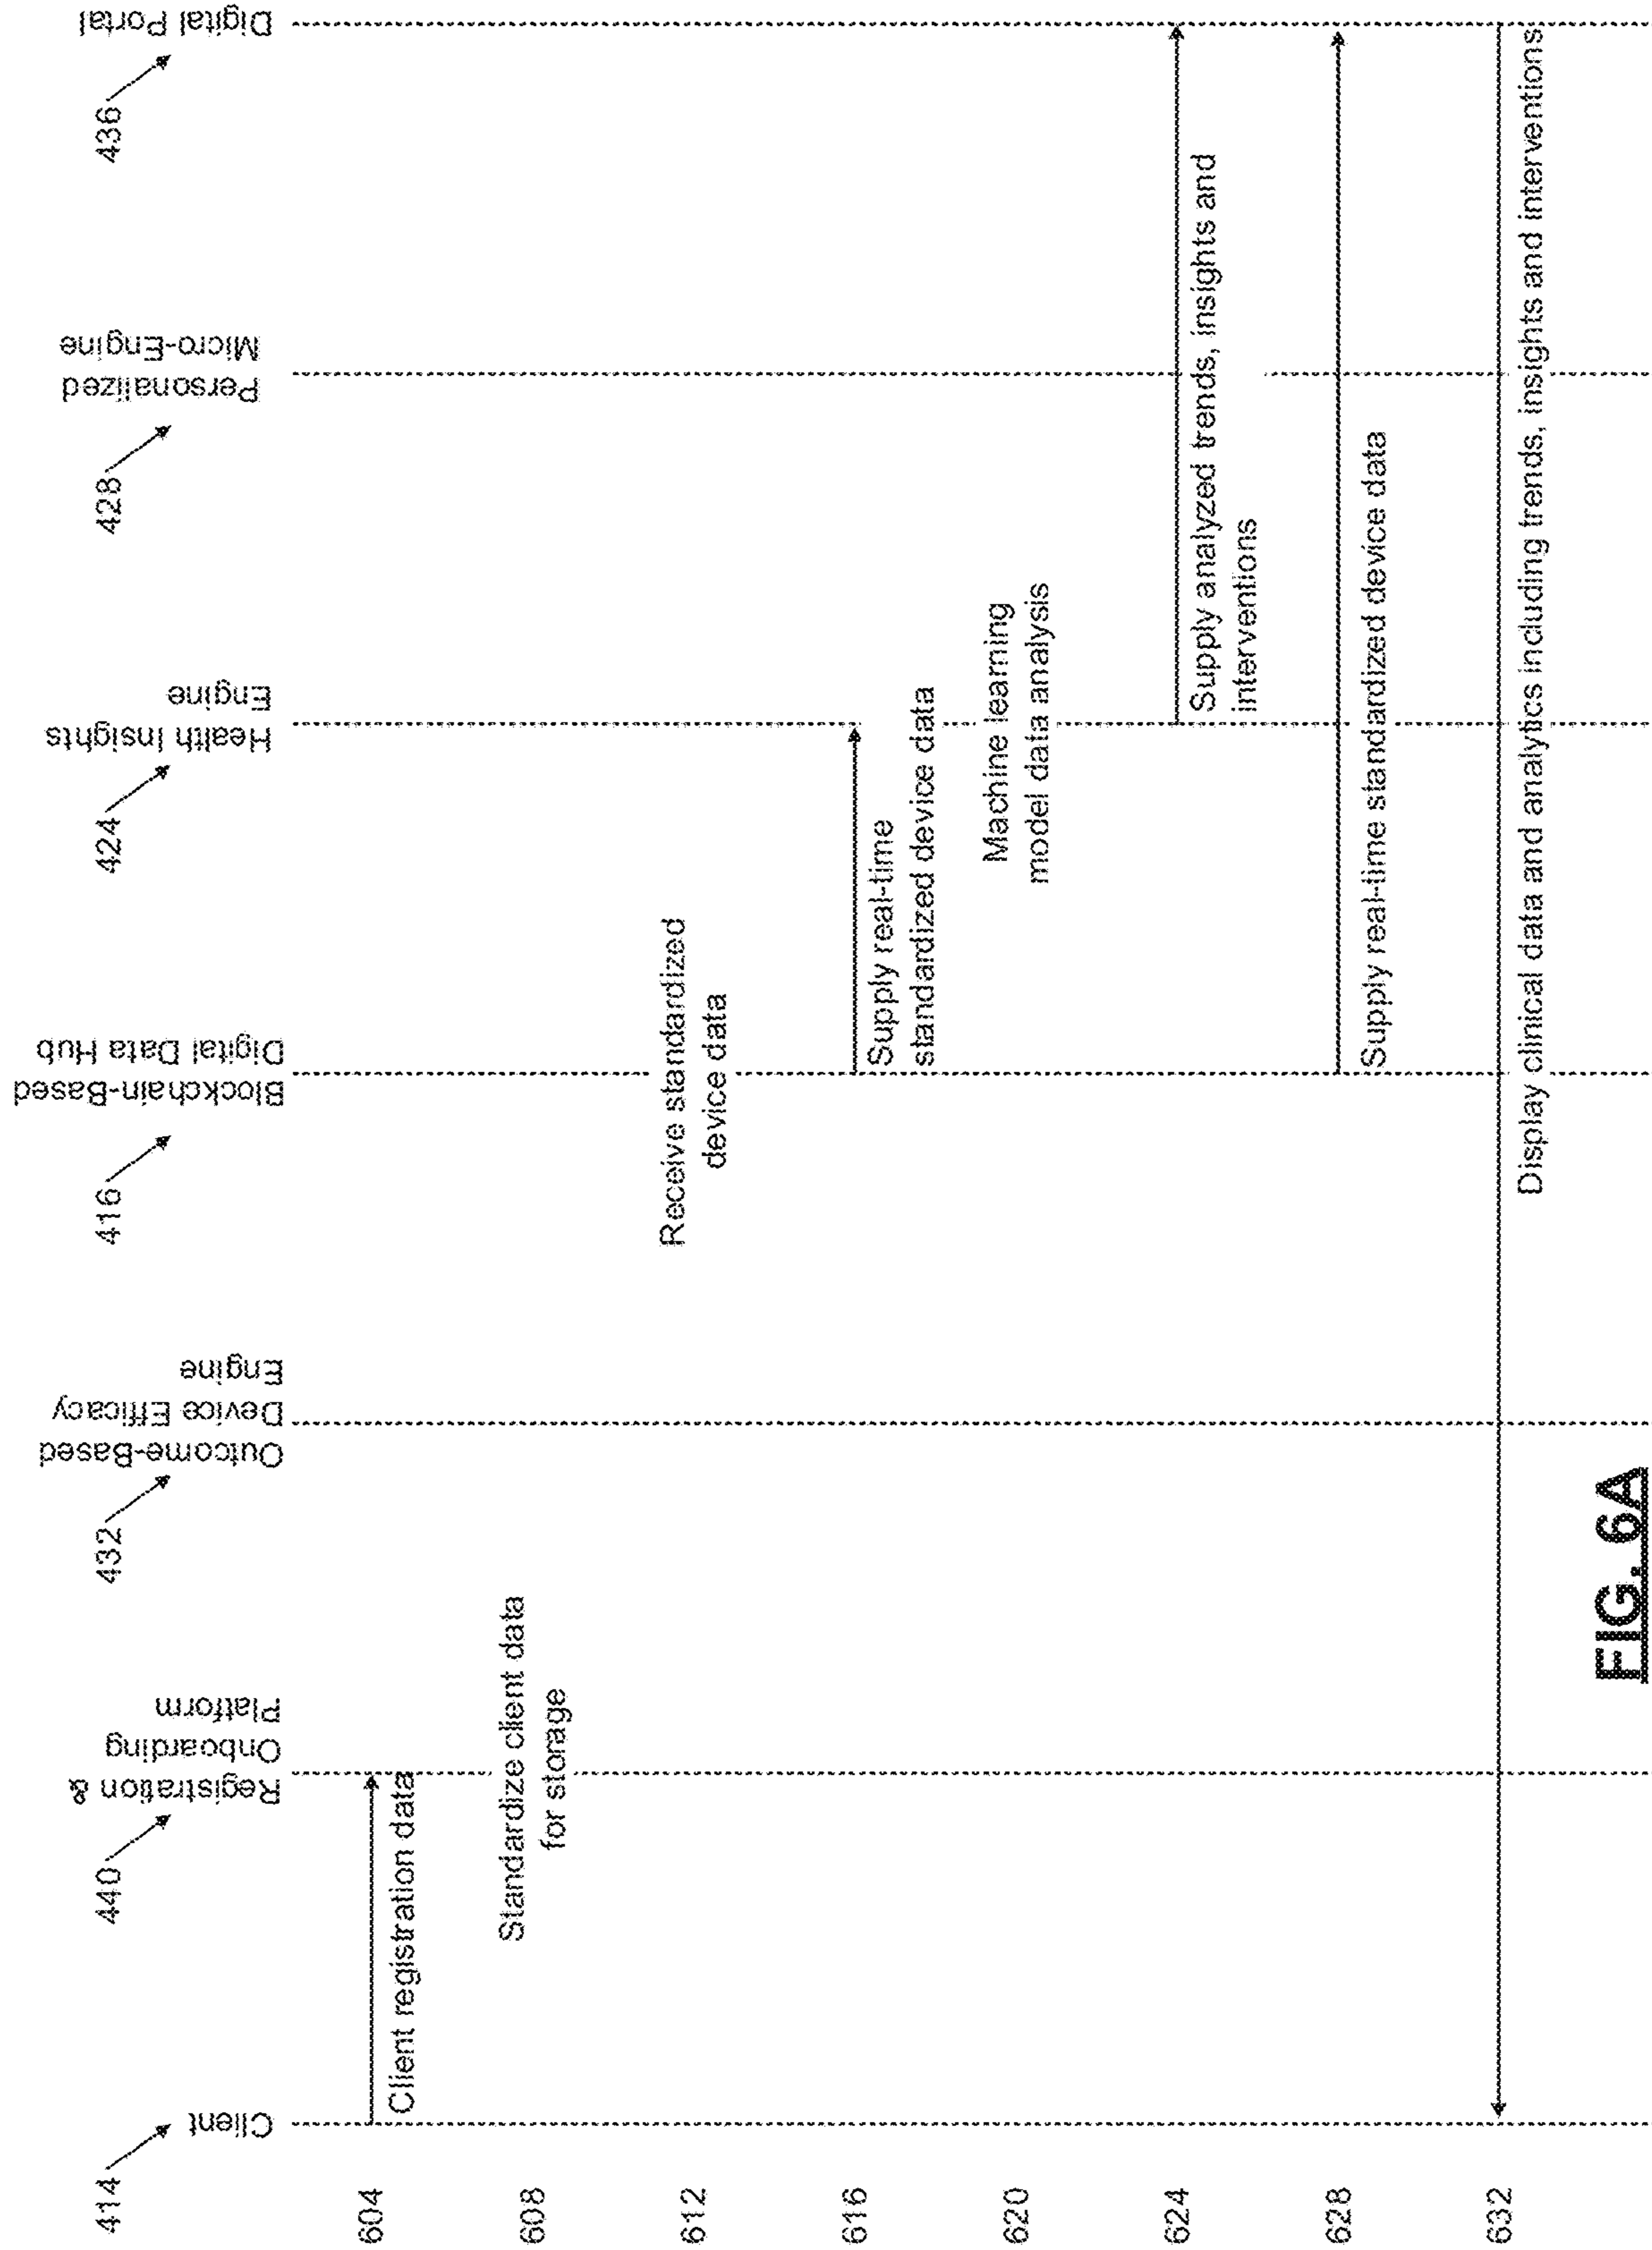 414
440
432
416
424
428
436
Client
Registration &
Onboarding
Platform
Outcome-Based
Device Efficacy
Engine
Blockchain-Based
Digital Data Hub
Health Insights
Engine
Personalized
Micro-Engine
Digital Portal
604
Client registration data
608
Standardize client data
for storage
612
Receive standardized
device data
616
Supply real-time
standardized device data
620
Machine learning
model data analysis
624
Supply analyzed trends, insights and
interventions
628
Supply real-time standardized device data
632
Display clinical data and analytics including trends, insights and interventions
FIG. 6A